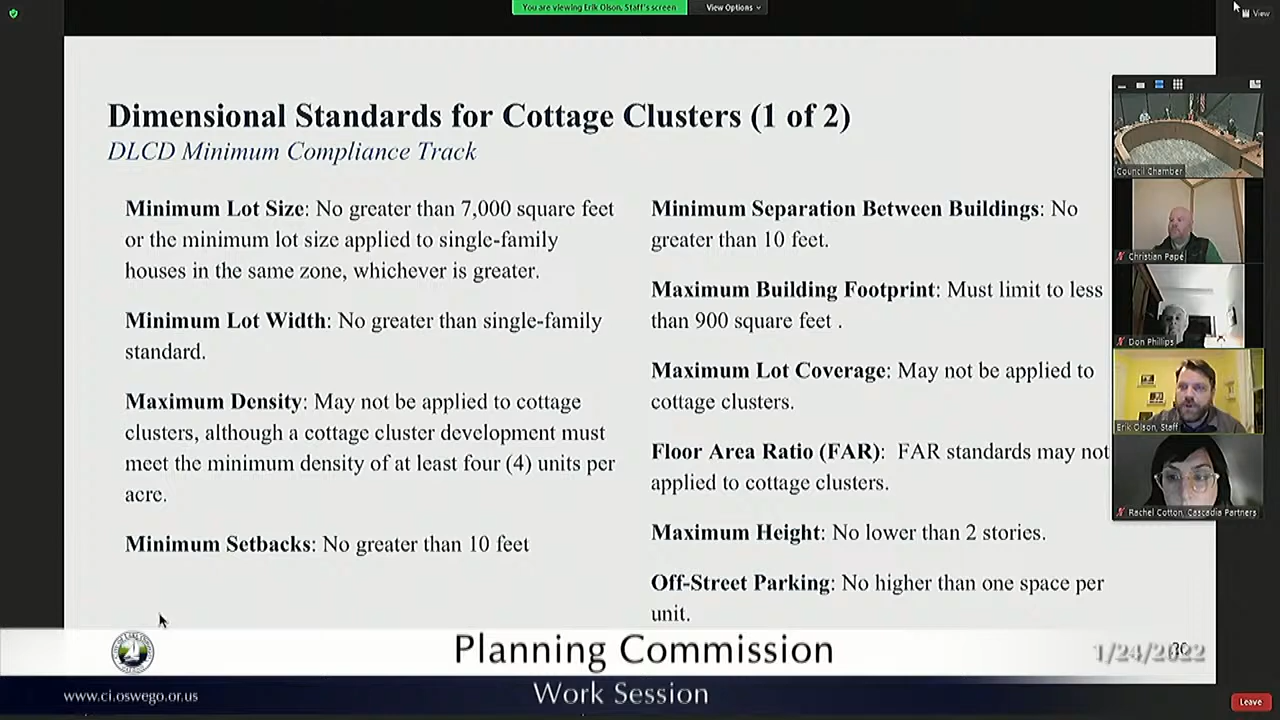 You are viewing Erik Olson, Staff's screen
View Options
View
Dimensional Standards for Cottage Clusters (1 of 2)
DLCD Minimum Compliance Track
Minimum Lot Size: No greater than 7,000 square feet
or the minimum lot size applied to single-family
houses in the same zone, whichever is greater.
Minimum Lot Width: No greater than single-family
standard.
Maximum Density: May not be applied to cottage
clusters, although a cottage cluster development must
meet the minimum density of at least four (4) units per
acre.
Minimum Setbacks: No greater than 10 feet
Minimum Separation Between Buildings: No
greater than 10 feet.
Maximum Building Footprint: Must limit to less
than 900 square feet .
Maximum Lot Coverage: May not be applied to
cottage clusters.
Floor Area Ratio (FAR): FAR standards may not
applied to cottage clusters.
Maximum Height: No lower than 2 stories.
Off-Street Parking: No higher than one space per
unit.
Council Chamber
Christian Pape
Don Phillips
Erik Olson, Staff
Rachel Cotton, Cascadia Partners
Planning Commission
1/24/2022
www.ci.oswego.or.us
Work Session
Leave